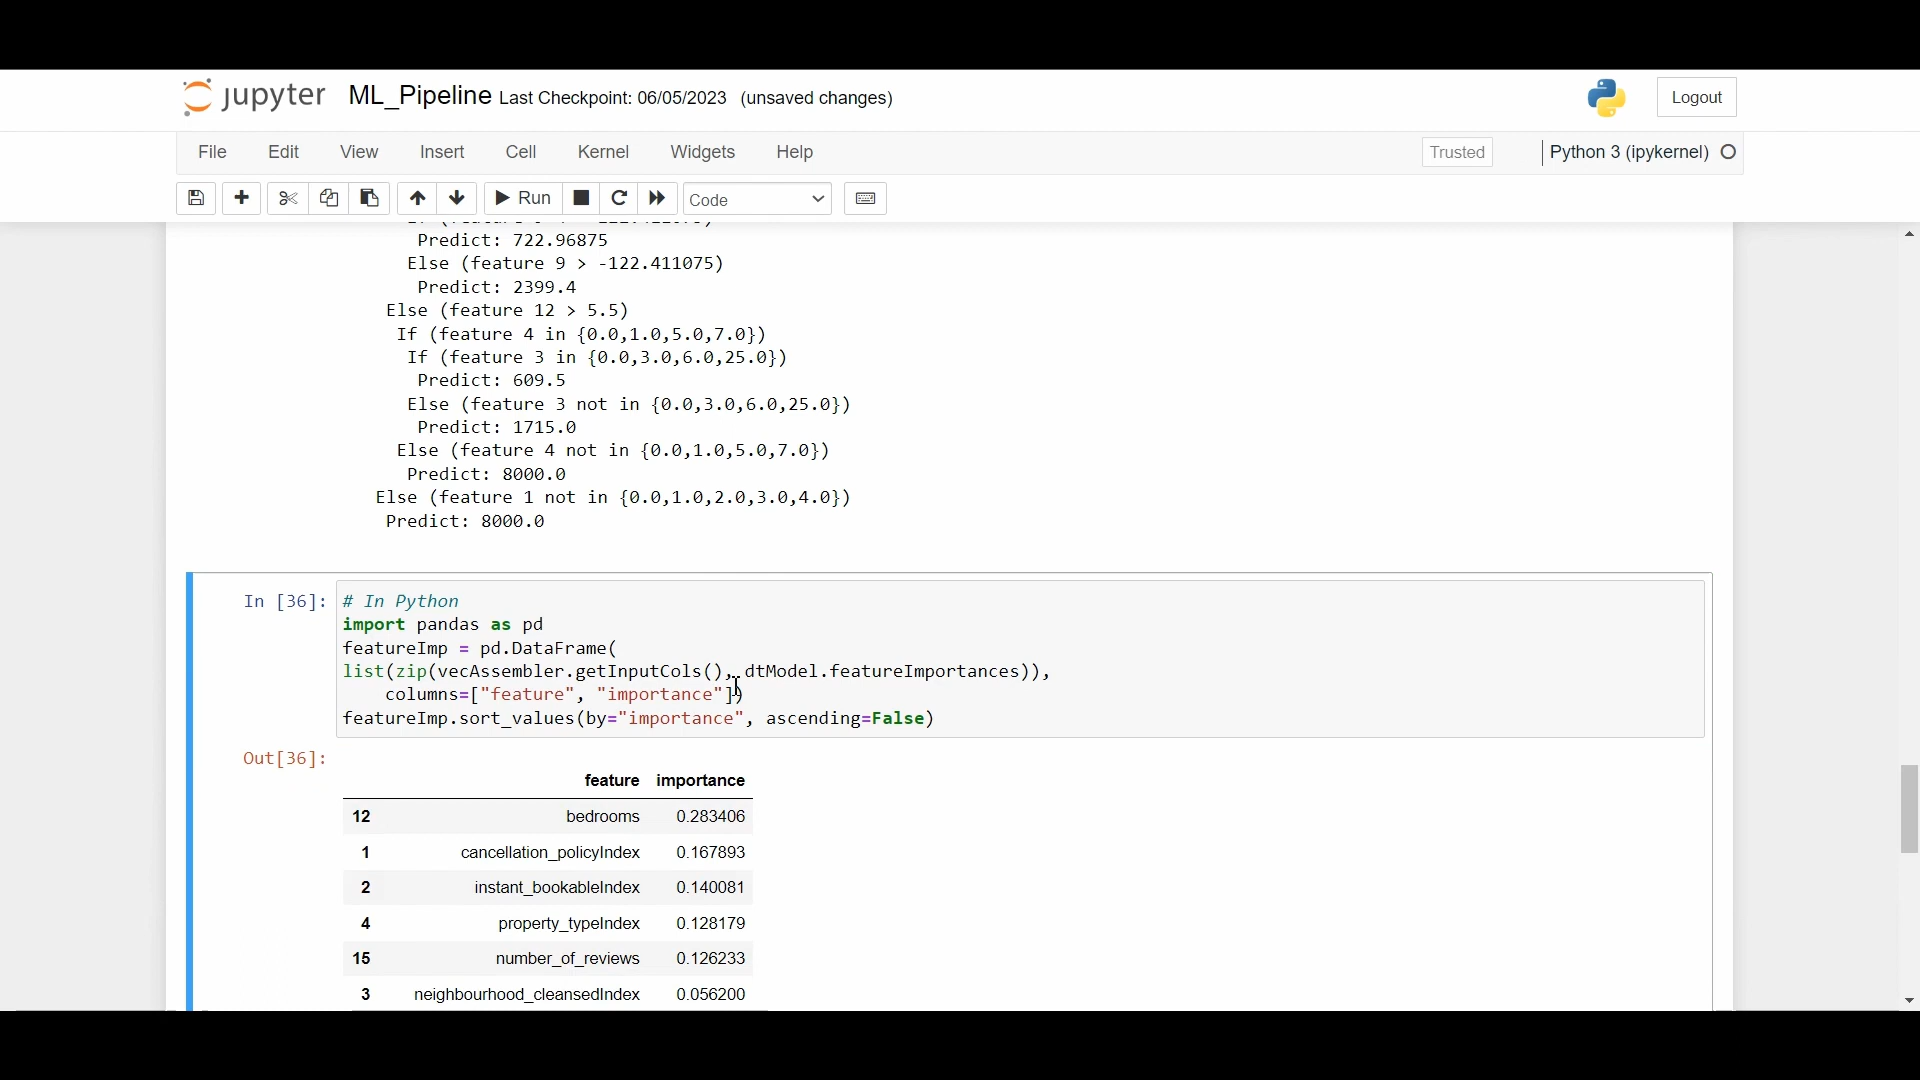 jupyter ML_Pipeline Last Checkpoint: 06/05/2023 (unsaved changes) Logout
File Edit View Insert Cell Kernel Widgets Help Trusted Python 3 (ipykernel)
Run Code
Predict: 722.96875
Else (feature 9 > -122.411075)
Predict: 2399.4
Else (feature 12 > 5.5)
If (feature 4 in {0.0,1.0,5.0,7.0})
If (feature 3 in {0.0,3.0,6.0,25.0})
Predict: 609.5
Else (feature 3 not in {0.0,3.0,6.0,25.0})
Predict: 1715.0
Else (feature 4 not in {0.0,1.0,5.0,7.0})
Predict: 8000.0
Else (feature 1 not in {0.0,1.0,2.0,3.0,4.0})
Predict: 8000.0
In [36]: # In Python
import pandas as pd
featureImp = pd.DataFrame(
list(zip(vecAssembler.getInputCols(), dtModel.featureImportances)),
columns=["feature", "importance"])
featureImp.sort_values(by="importance", ascending=False)
Out[36]:
feature importance
12 bedrooms 0.283406
1 cancellation_policyIndex 0.167893
2 instant_bookableIndex 0.140081
4 property_typeIndex 0.128179
15 number_of_reviews 0.126233
3 neighbourhood_cleansedIndex 0.056200